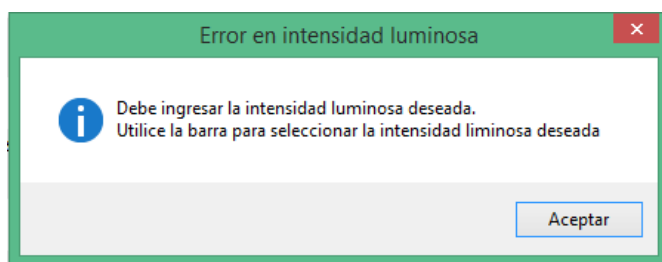 Error en intensidad luminosa
Debe ingresar la intensidad luminosa deseada.
Utilice la barra para seleccionar la intensidad liminosa deseada
Aceptar